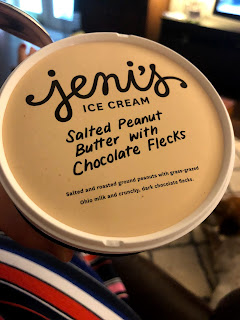 jeni's
ICE CREAM
Salted Peanut
Butter with
Chocolate Flecks
Salted and roasted ground peanuts with grass-grazed
Ohio milk and crunchy, dark chocolate flecks.